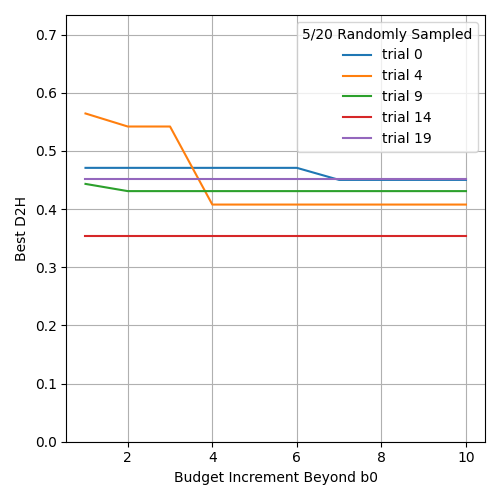 5/20 Randomly Sampled
trial 0
trial 4
trial 9
trial 14
trial 19
0.7
0.6
0.5
0.4
0.3
0.2
0.1
0.0
Best D2H
2 4 6 8 10
Budget Increment Beyond b0